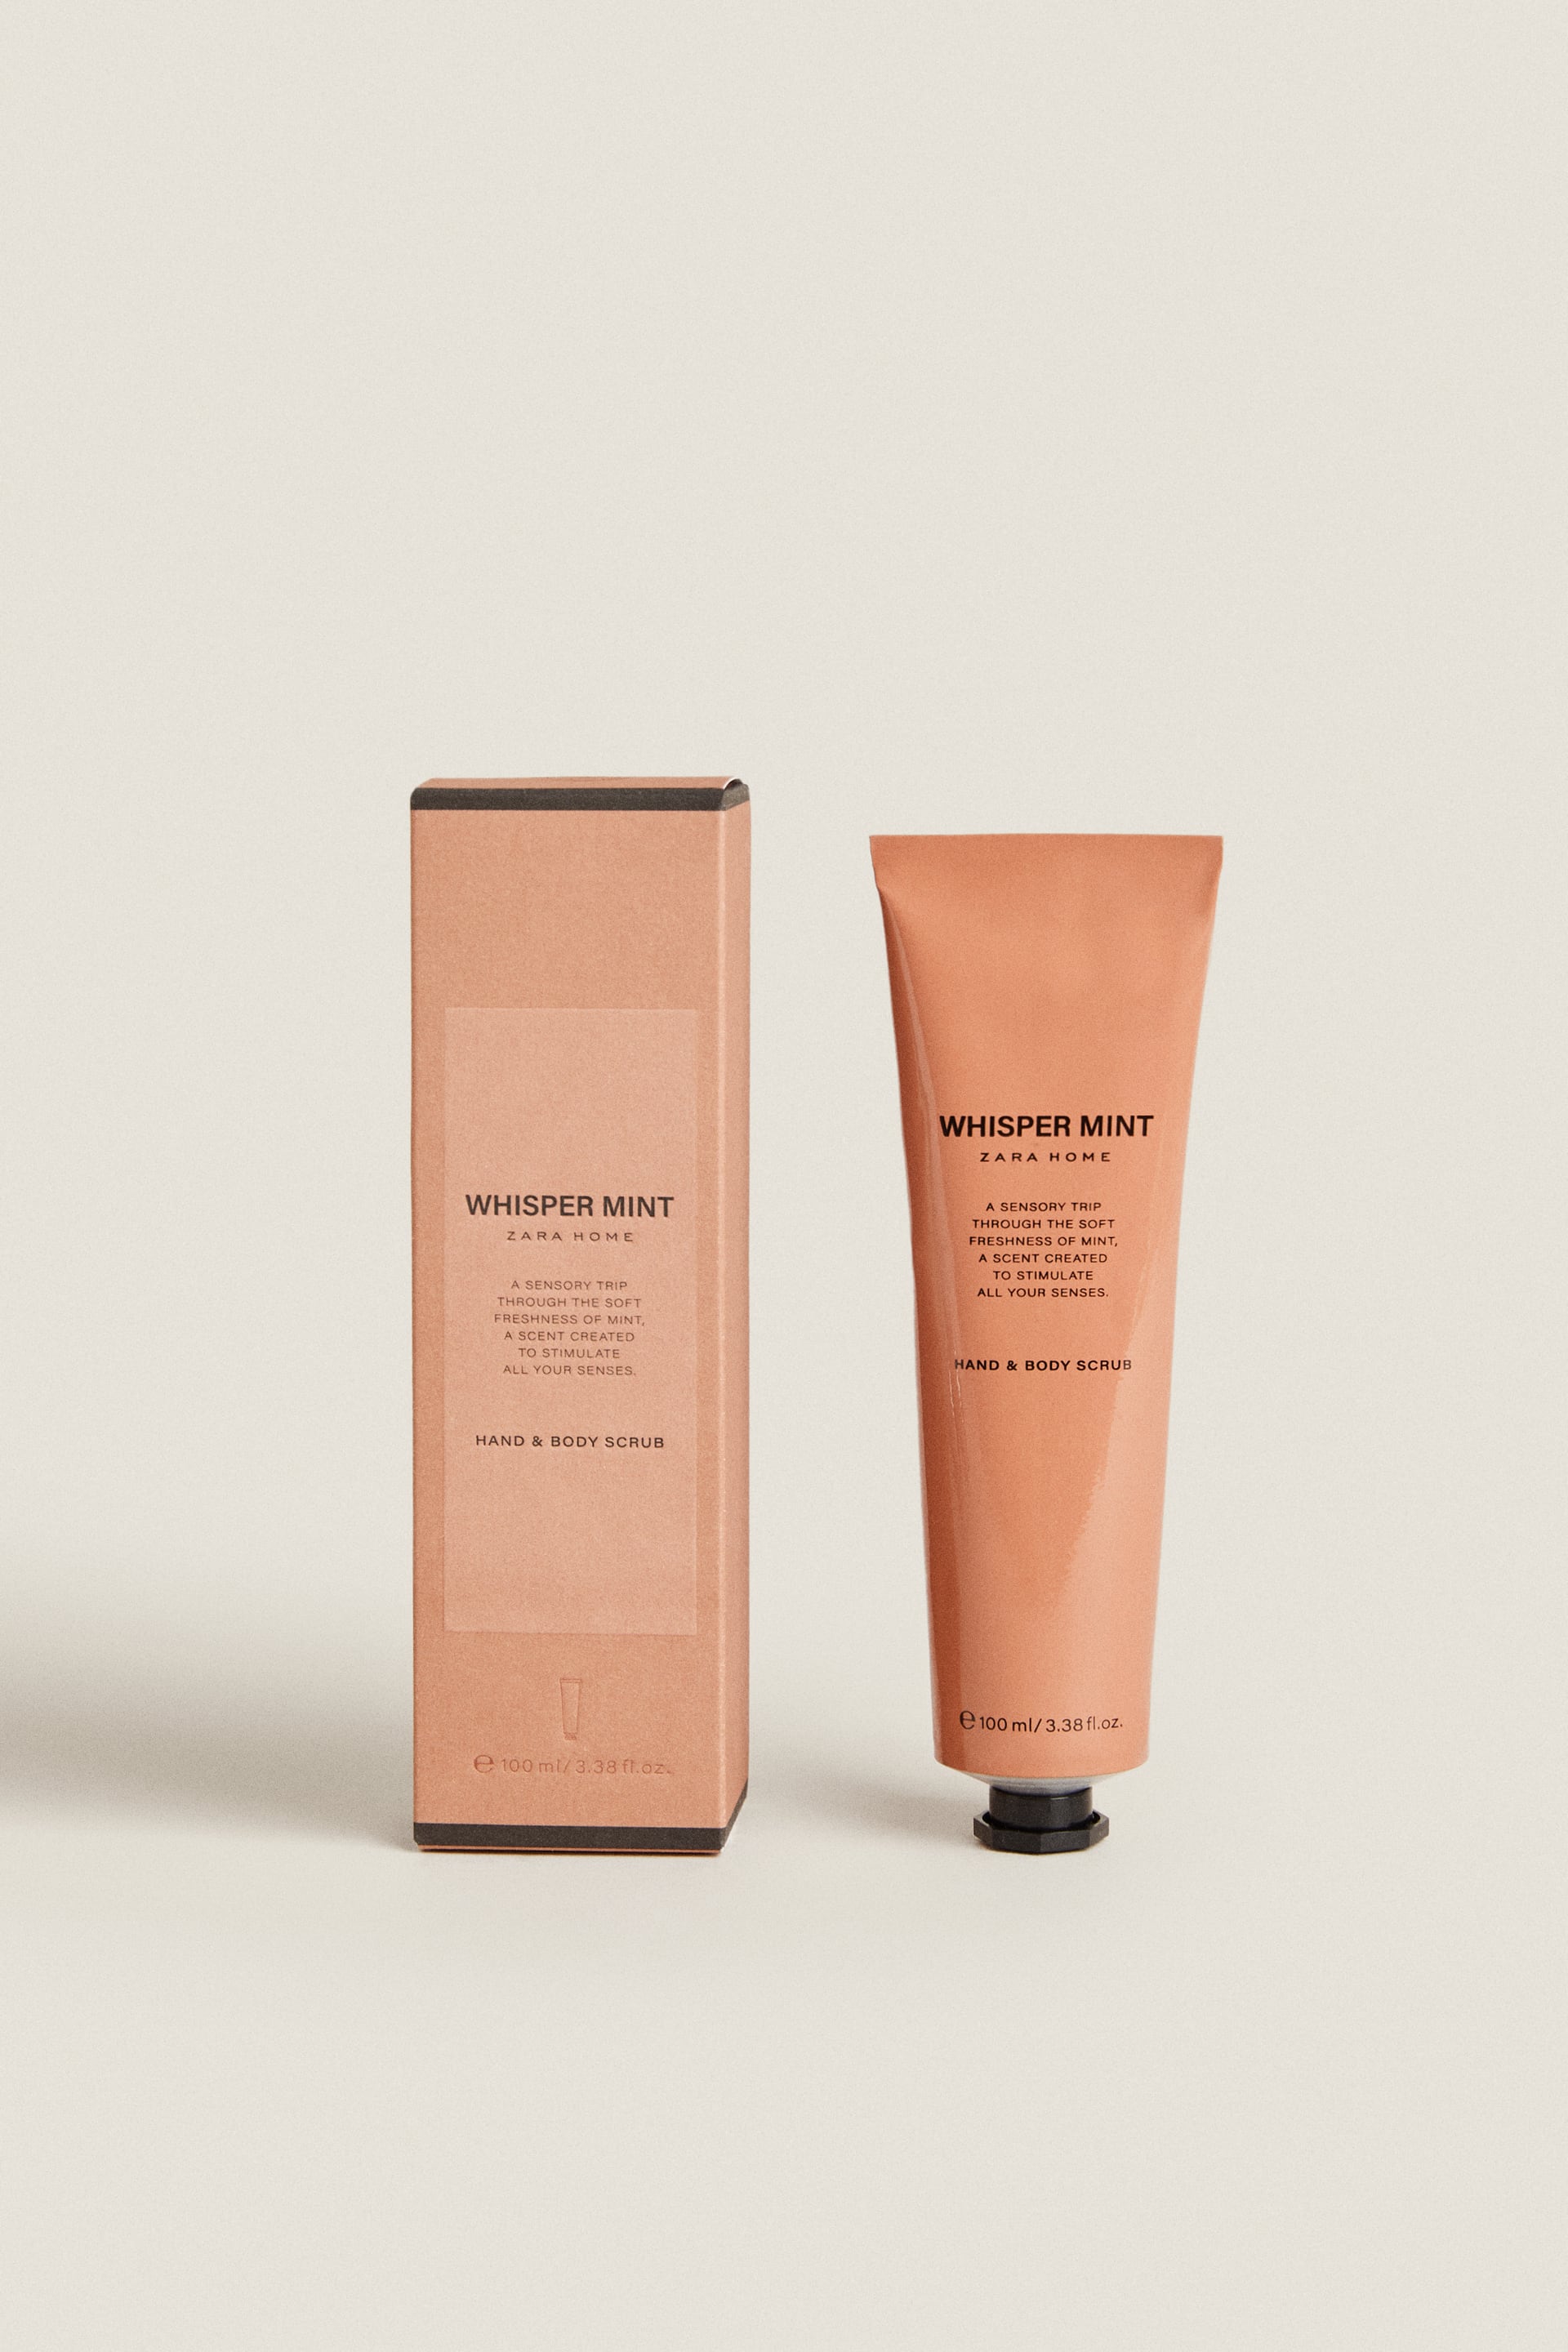 WHISPER MINT
ZARA HOME
A SENSORY TRIP
THROUGH THE SOFT
FRESHNESS OF MINT,
A SCENT CREATED
TO STIMULATE
ALL YOUR SENSES.
HAND & BODY SCRUB
℮ 100 ml/ 3.38 fl.oz.
WHISPER MINT
ZARA HOME
A SENSORY TRIP
THROUGH THE SOFT
FRESHNESS OF MINT,
A SCENT CREATED
TO STIMULATE
ALL YOUR SENSES.
HAND & BODY SCRUB
℮ 100 ml/ 3.38 fl.oz.